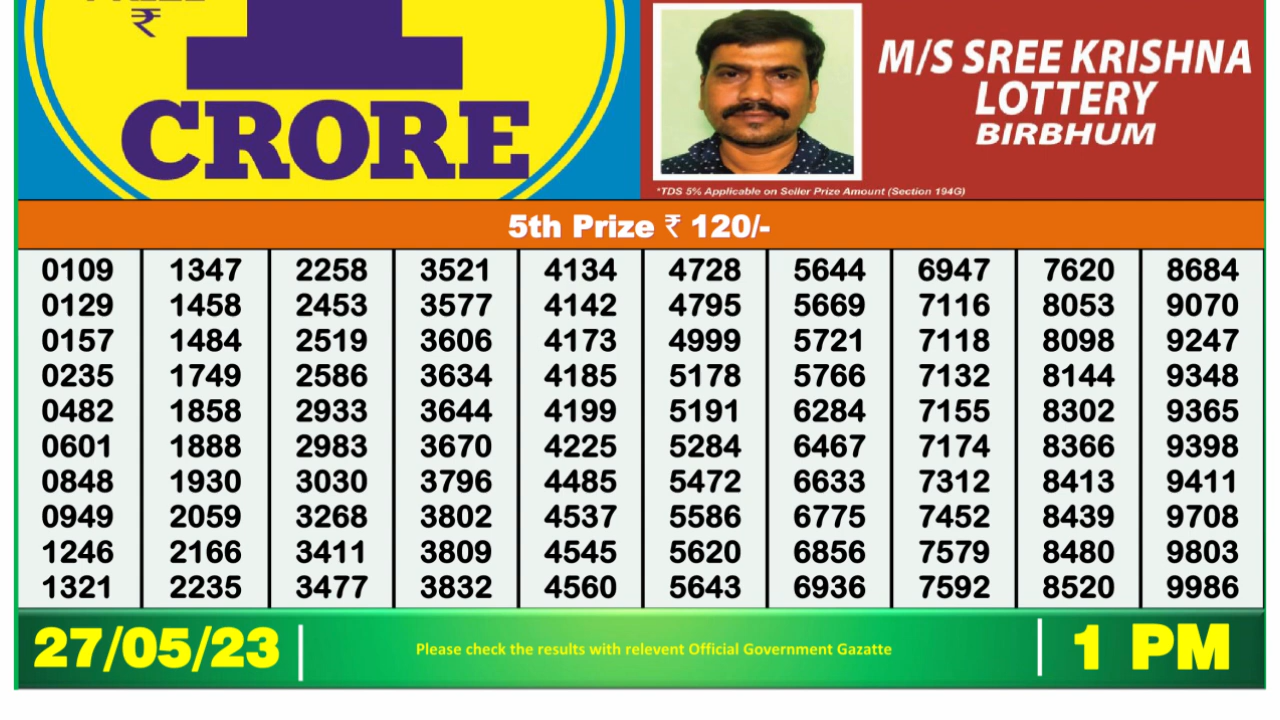 ₹
1
CRORE
M/S SREE KRISHNA
LOTTERY
BIRBHUM
*TDS 5% Applicable on Seller Prize Amount (Section 194G)
5th Prize ₹ 120/-
0109 1347 2258 3521 4134 4728 5644 6947 7620 8684
0129 1458 2453 3577 4142 4795 5669 7116 8053 9070
0157 1484 2519 3606 4173 4999 5721 7118 8098 9247
0235 1749 2586 3634 4185 5178 5766 7132 8144 9348
0482 1858 2933 3644 4199 5191 6284 7155 8302 9365
0601 1888 2983 3670 4225 5284 6467 7174 8366 9398
0848 1930 3030 3796 4485 5472 6633 7312 8413 9411
0949 2059 3268 3802 4537 5586 6775 7452 8439 9708
1246 2166 3411 3809 4545 5620 6856 7579 8480 9803
1321 2235 3477 3832 4560 5643 6936 7592 8520 9986
27/05/23 Please check the results with relevent Official Government Gazatte 1 PM